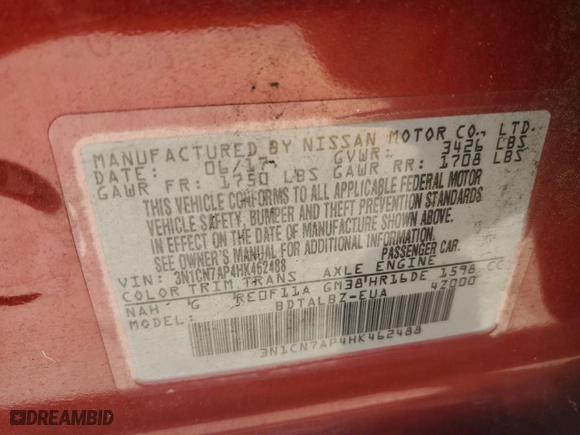 MANUFACTURED BY NISSAN MOTOR CO., LTD.
DATE: 06/17 GVWR: 3426 LBS
GAWR FR: 1750 LBS GAWR RR: 1708 LBS
THIS VEHICLE CONFORMS TO ALL APPLICABLE FEDERAL MOTOR
VEHICLE SAFETY, BUMPER AND THEFT PREVENTION STANDARDS
IN EFFECT ON THE DATE OF MANUFACTURE SHOWN ABOVE.
SEE OWNER'S MANUAL FOR ADDITIONAL INFORMATION.
VIN: 3N1CN7AP4HK462488 PASSENGER CAR
COLOR TRIM TRANS AXLE ENGINE
NAH G RE0F11A GM38 HR16DE 1598 CC
MODEL: BDTALBZ-EUA 42000
3N1CN7AP4HK462488
DREAMBID